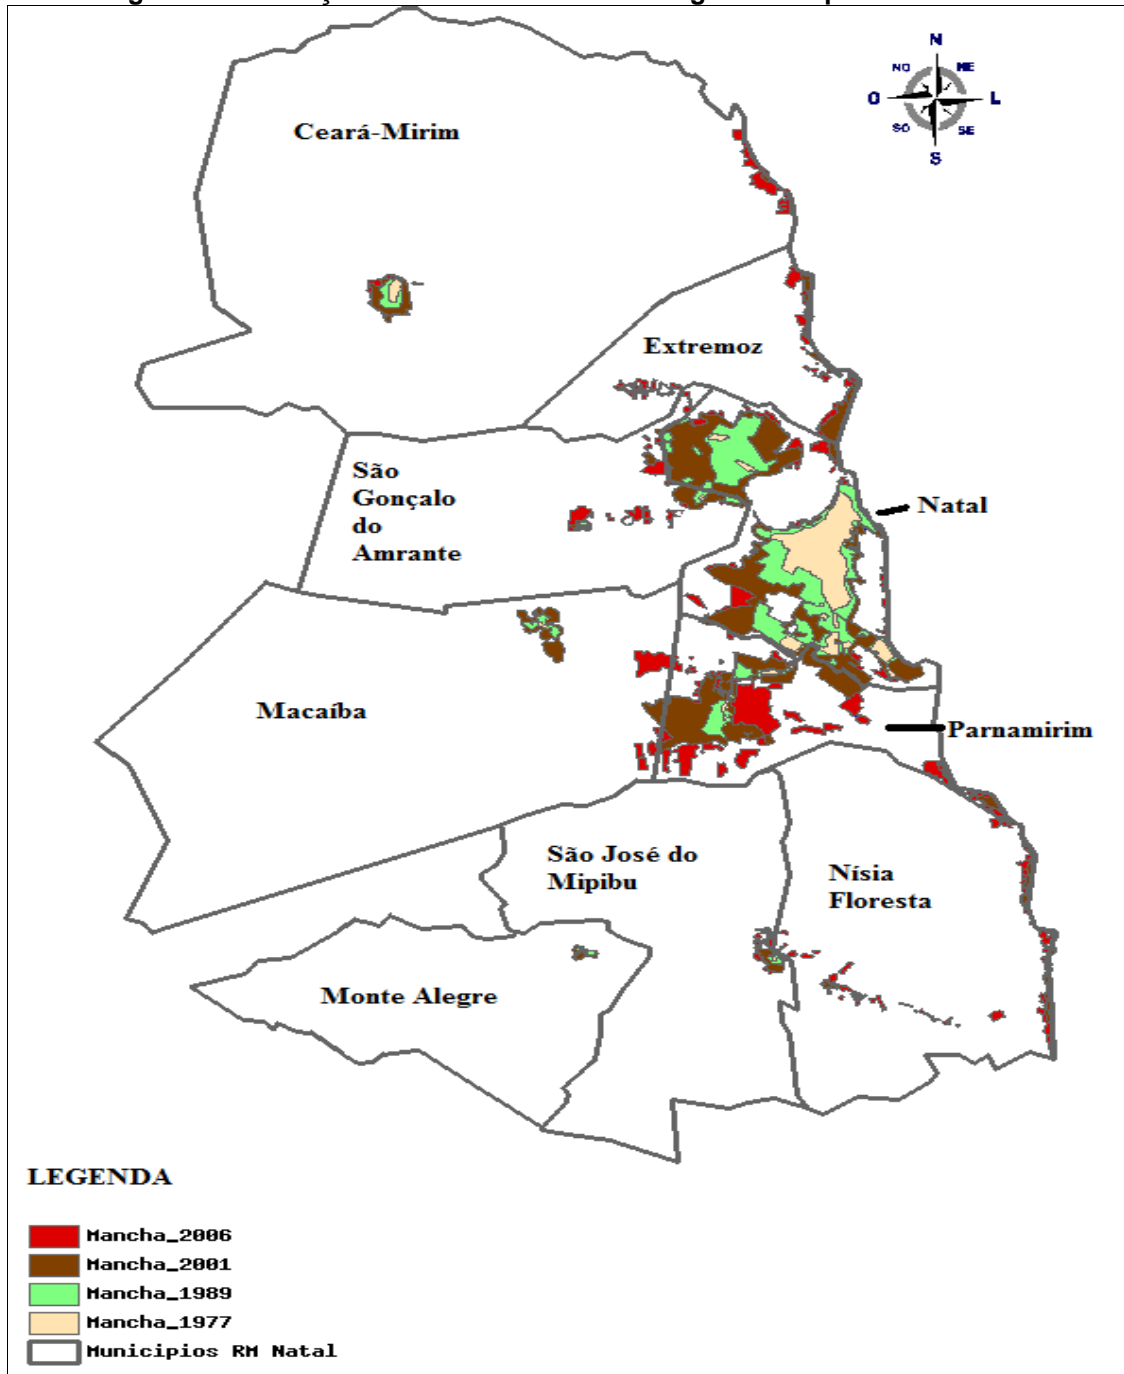 N
NO
NE
O
L
SO
SE
S
Ceará-Mirim
Extremoz
São
Gonçalo
do
Amrante
Natal
Macaíba
Parnamirim
São José do
Mipibu
Nísia
Floresta
Monte Alegre
LEGENDA
Mancha_2006
Mancha_2001
Mancha_1989
Mancha_1977
Municipios RM Natal